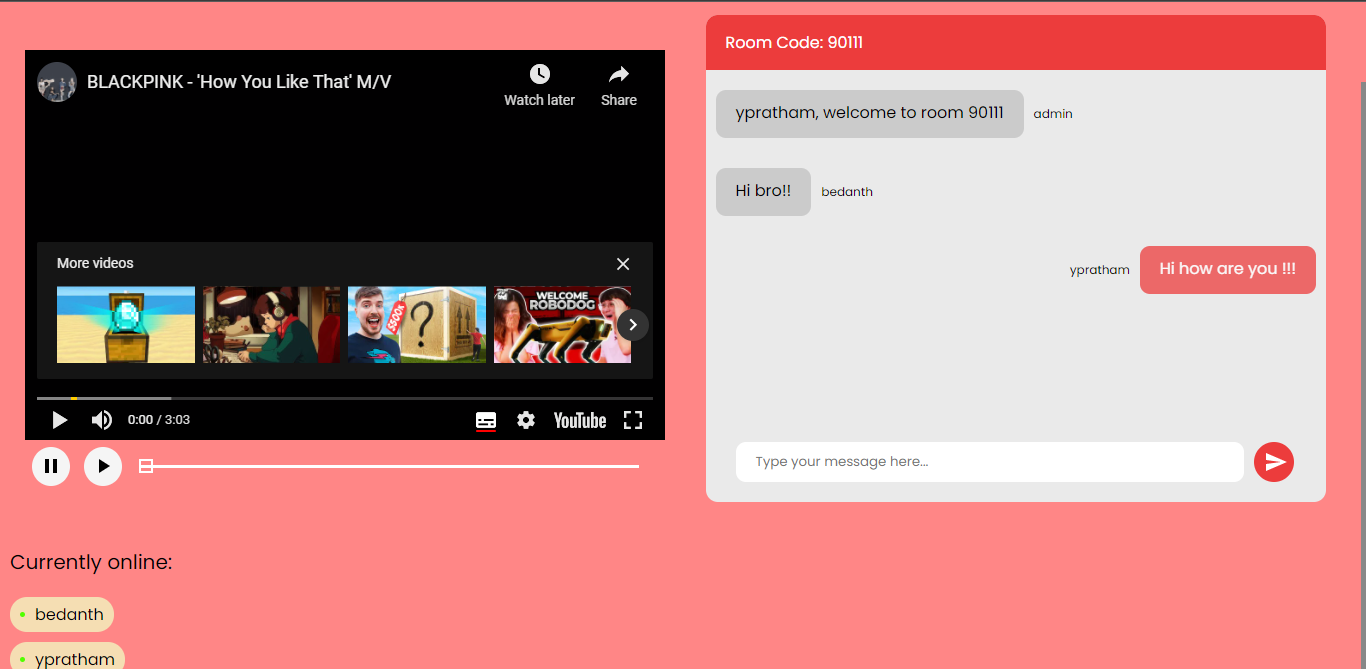 BLACKPINK - 'How You Like That' M/V
Watch later
Share
More videos
$500k
WELCOME
ROBODOG
0:00 / 3:03
YouTube
Room Code: 90111
ypratham, welcome to room 90111
admin
Hi bro!!
bedanth
ypratham
Hi how are you !!!
Type your message here...
Currently online:
bedanth
ypratham